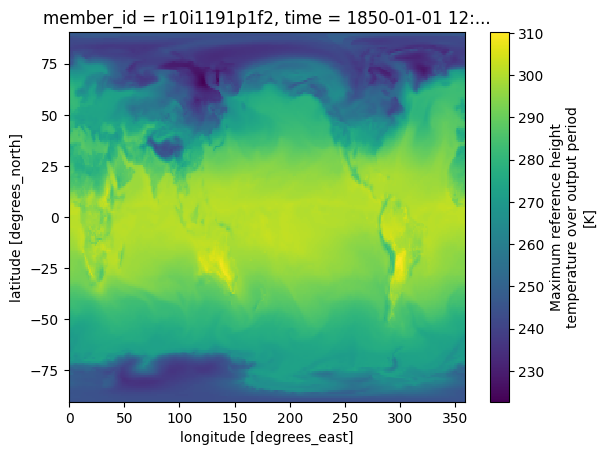 member_id = r10i1191p1f2, time = 1850-01-01 12:...
75
50
25
0
−25
−50
−75
latitude [degrees_north]
0 50 100 150 200 250 300 350
longitude [degrees_east]
310
300
290
280
270
260
250
240
230
Maximum reference height
temperature over output period
[K]